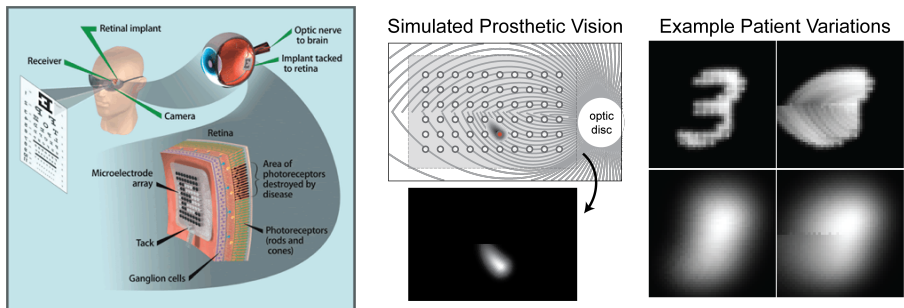 Retinal implant
Receiver
Camera
Optic nerve
to brain
Implant tacked
to retina
Retina
Microelectrode
array
Area of
photoreceptors
destroyed by
disease
Tack
Photoreceptors
(rods and
cones)
Ganglion cells
Simulated Prosthetic Vision
optic
disc
Example Patient Variations
3